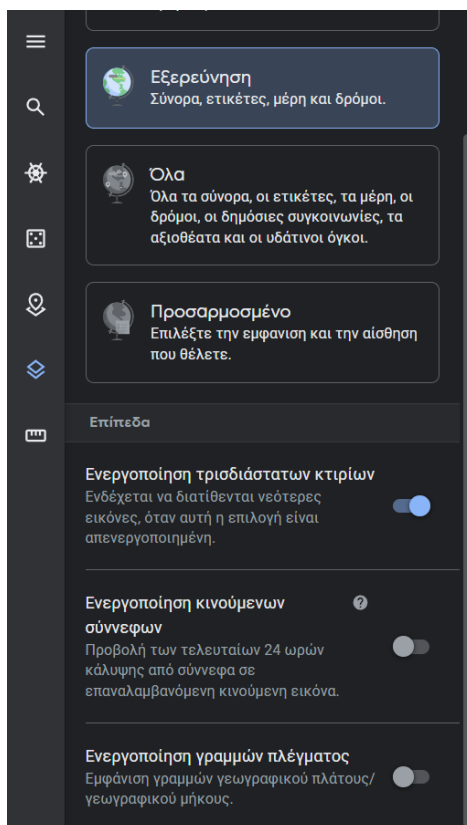 Εξερεύνηση
Σύνορα, ετικέτες, μέρη και δρόμοι.
Όλα
Όλα τα σύνορα, οι ετικέτες, τα μέρη, οι
δρόμοι, οι δημόσιες συγκοινωνίες, τα
αξιοθέατα και οι υδάτινοι όγκοι.
Προσαρμοσμένο
Επιλέξτε την εμφανιση και την αίσθηση
που θέλετε.
Επίπεδα
Ενεργοποίηση τρισδιάστατων κτιρίων
Ενδέχεται να διατίθενται νεότερες
εικόνες, όταν αυτή η επιλογή είναι
απενεργοποιημένη.
Ενεργοποίηση κινούμενων
σύννεφων
Προβολή των τελευταίων 24 ωρών
κάλυψης από σύννεφα σε
επαναλαμβανόμενη κινούμενη εικόνα.
Ενεργοποίηση γραμμών πλέγματος
Εμφάνιση γραμμών γεωγραφικού πλάτους/
γεωγραφικού μήκους.